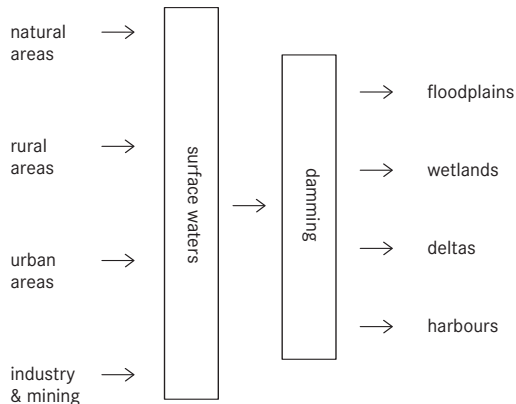 natural
areas
rural
areas
urban
areas
industry
& mining
surface waters
damming
floodplains
wetlands
deltas
harbours